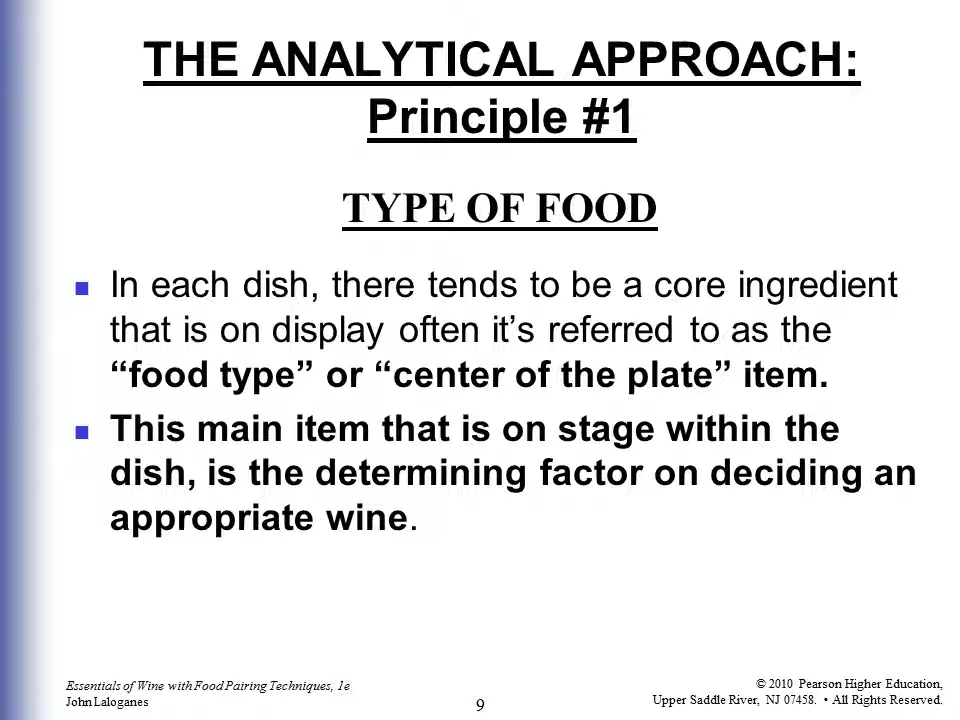 THE ANALYTICAL APPROACH:
Principle #1
TYPE OF FOOD
In each dish, there tends to be a core ingredient
that is on display often it’s referred to as the
“food type” or “center of the plate” item.
This main item that is on stage within the
dish, is the determining factor on deciding an
appropriate wine.
Essentials of Wine with Food Pairing Techniques, 1e
John Laloganes
9
© 2010 Pearson Higher Education,
Upper Saddle River, NJ 07458. • All Rights Reserved.